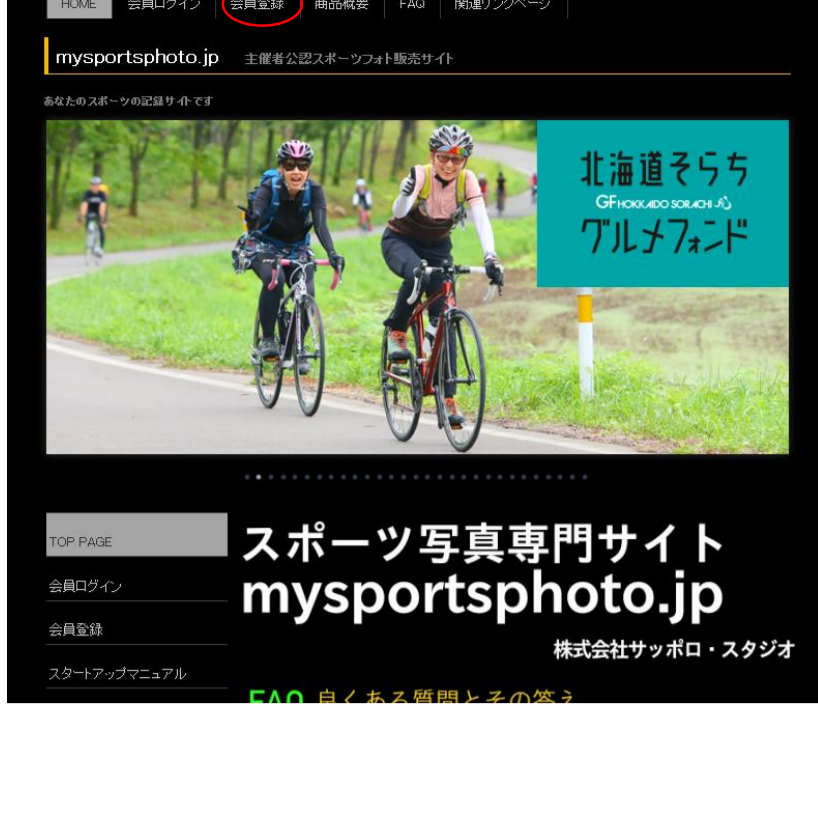 HOME 会員ログイン 会員登録 商品概要 FAQ 関連リンクページ
mysportsphoto.jp 主催者公認スポーツフォト販売サイト
あなたのスポーツの記録サイトです
北海道そらち
GF HOKKAIDO SORACHI
グルメフォンド
スポーツ写真専門サイト
TOP PAGE
mysportsphoto.jp
会員ログイン
会員登録
株式会社サッポロ・スタジオ
スタートアップマニュアル
FAQ 良くある質問とその答え